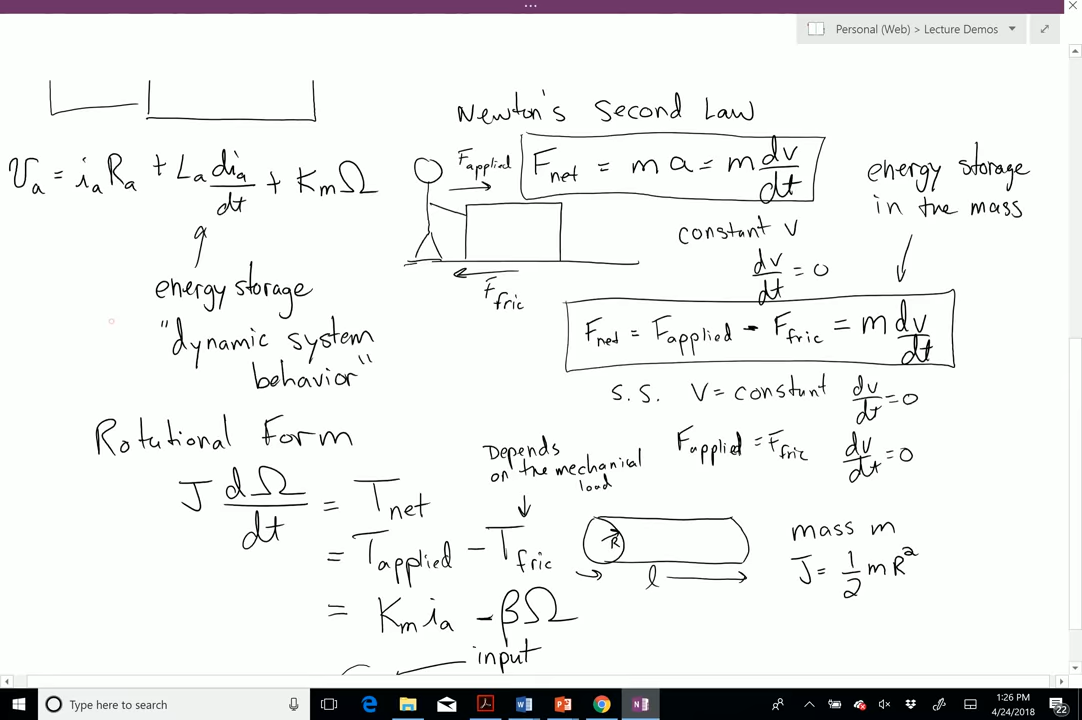 Personal (Web) > Lecture Demos
Newton's Second Law
Fapplied
Fnet = ma = m dv/dt
Va = iaRa + La dia/dt + KmΩ
energy storage
"dynamic system
behavior"
Ffric
constant v
dv/dt = 0
energy storage
in the mass
Fnet = Fapplied - Ffric = m dv/dt
S.S. V = constant dv/dt = 0
Fapplied = Ffric dv/dt = 0
Rotational Form
J dΩ/dt = Tnet
= Tapplied - Tfric
= Kmia - βΩ
input
Depends
on the mechanical
load
R
l
mass m
J = 1/2 mR²
Type here to search
1:26 PM
4/24/2018
22